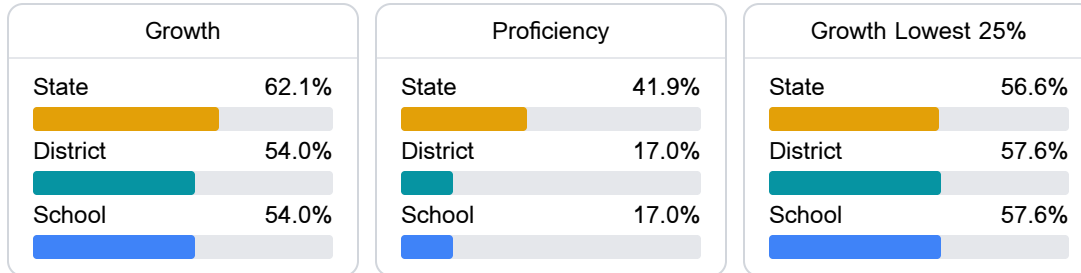 Growth
State 62.1%
District 54.0%
School 54.0%
Proficiency
State 41.9%
District 17.0%
School 17.0%
Growth Lowest 25%
State 56.6%
District 57.6%
School 57.6%